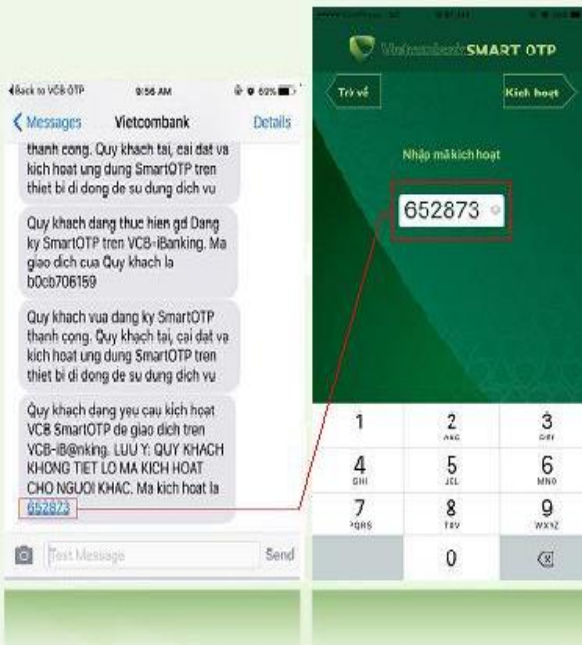 Back to VCB OTP
9:56 AM
69%
Messages
Vietcombank
Details
thanh cong. Quy khach tai, cai dat va
kich hoat ung dung SmartOTP tren
thiet bi di dong de su dung dich vu
Quy khach dang thuc hien gd Dang
ky SmartOTP tren VCB-iBanking. Ma
giao dich cua Quy khach la
b0cb706159
Quy khach vua dang ky SmartOTP
thanh cong. Quy khach tai, cai dat va
kich hoat ung dung SmartOTP tren
thiet bi di dong de su dung dich vu
Quy khach dang yeu cau kich hoat
VCB SmartOTP de giao dich tren
VCB-iB@nking. LUU Y: QUY KHACH
KHONG TIET LO MA KICH HOAT
CHO NGUOI KHAC. Ma kich hoat la
652873
Text Message
Send
Vietcombank SMART OTP
Trở về
Kích hoạt
Nhập mã kích hoạt
652873
1
2
ABC
3
DEF
4
GHI
5
JKL
6
MNO
7
PQRS
8
TUV
9
WXYZ
0